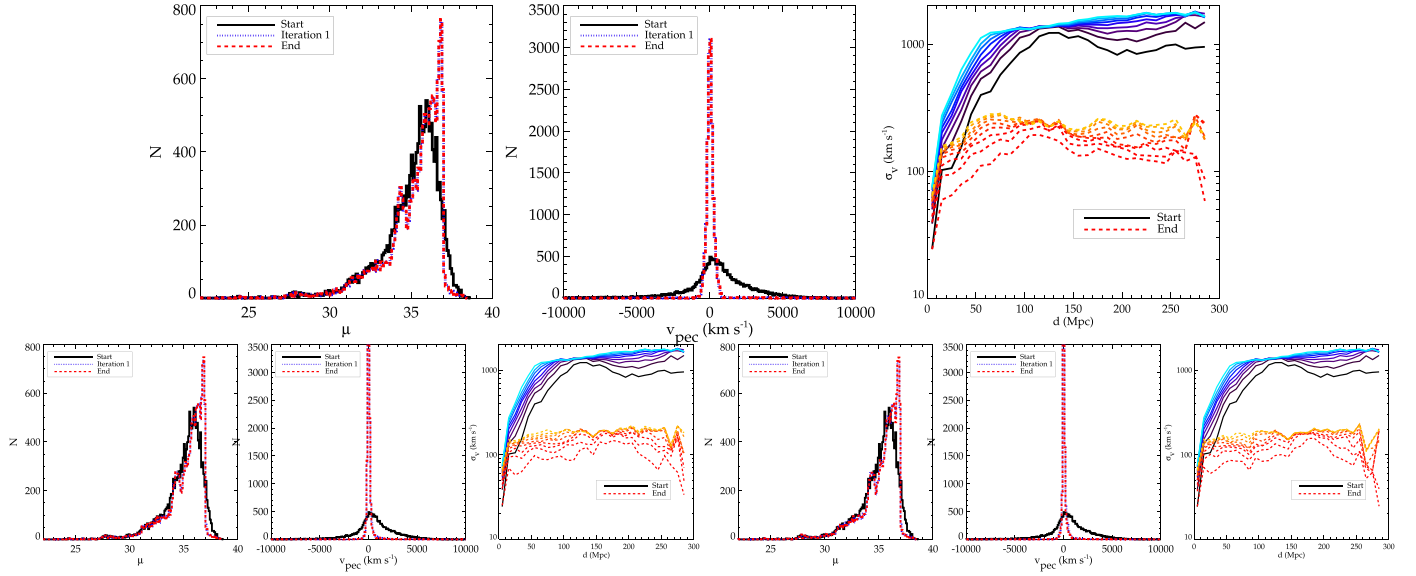 800
600
400
200
0
N
Start
Iteration 1
End
25
30
35
40
μ
3500
3000
2500
2000
1500
1000
500
0
N
Start
Iteration 1
End
-10000
-5000
0
5000
10000
v_pec (km s⁻¹)
1000
100
10
σ_v (km s⁻¹)
Start
End
0
50
100
150
200
250
300
d (Mpc)
800
600
400
200
0
N
Start
Iteration 1
End
25
30
35
40
μ
3500
3000
2500
2000
1500
1000
500
0
N
Start
Iteration 1
End
-10000
-5000
0
5000
10000
v_pec (km s⁻¹)
1000
100
10
σ_v (km s⁻¹)
Start
End
0
50
100
150
200
250
300
d (Mpc)
800
600
400
200
0
N
Start
Iteration 1
End
25
30
35
40
μ
3500
3000
2500
2000
1500
1000
500
0
N
Start
Iteration 1
End
-10000
-5000
0
5000
10000
v_pec (km s⁻¹)
1000
100
10
σ_v (km s⁻¹)
Start
End
0
50
100
150
200
250
300
d (Mpc)